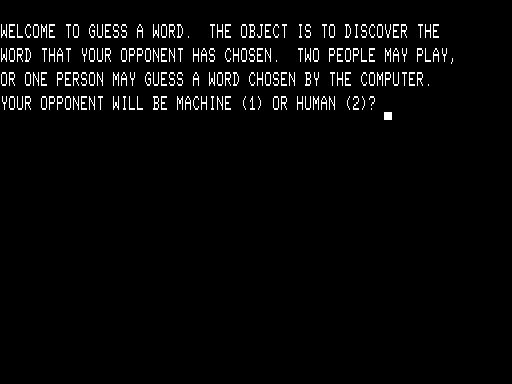 WELCOME TO GUESS A WORD.  THE OBJECT IS TO DISCOVER THE
WORD THAT YOUR OPPONENT HAS CHOSEN.  TWO PEOPLE MAY PLAY,
OR ONE PERSON MAY GUESS A WORD CHOSEN BY THE COMPUTER.
YOUR OPPONENT WILL BE MACHINE (1) OR HUMAN (2)?